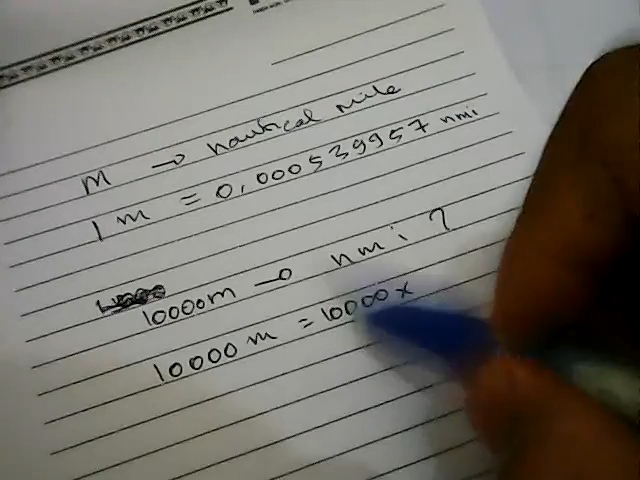 m → nautical mile
1 m = 0,000539957 nmi
10000m → nmi ?
10000 m = 10000 x